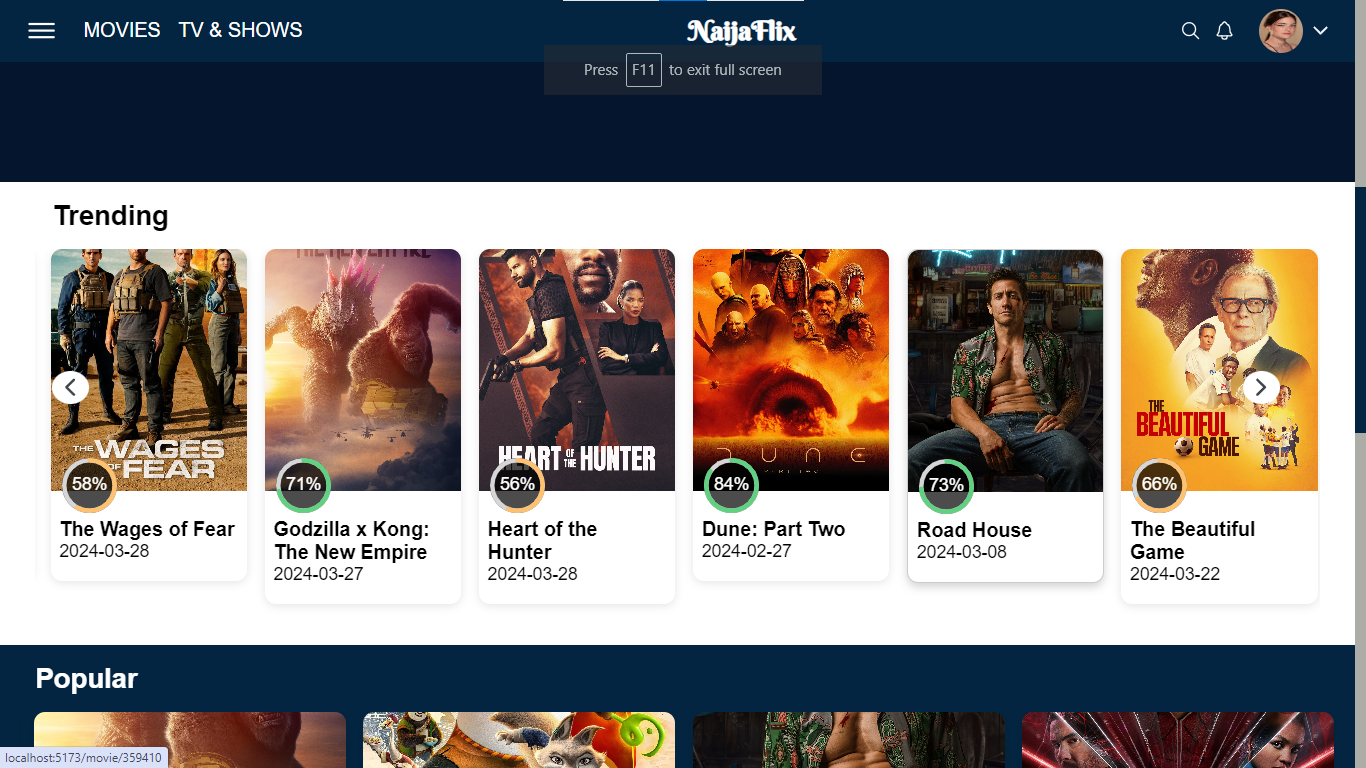 MOVIES TV & SHOWS NaijaFlix
Press F11 to exit full screen
Trending
THE WAGES
OF FEAR
HEART OF THE HUNTER
DUNE
THE
BEAUTIFUL
GAME
58% 71% 56% 84% 73% 66%
The Wages of Fear
2024-03-28
Godzilla x Kong:
The New Empire
2024-03-27
Heart of the
Hunter
2024-03-28
Dune: Part Two
2024-02-27
Road House
2024-03-08
The Beautiful
Game
2024-03-22
Popular
localhost:5173/movie/359410